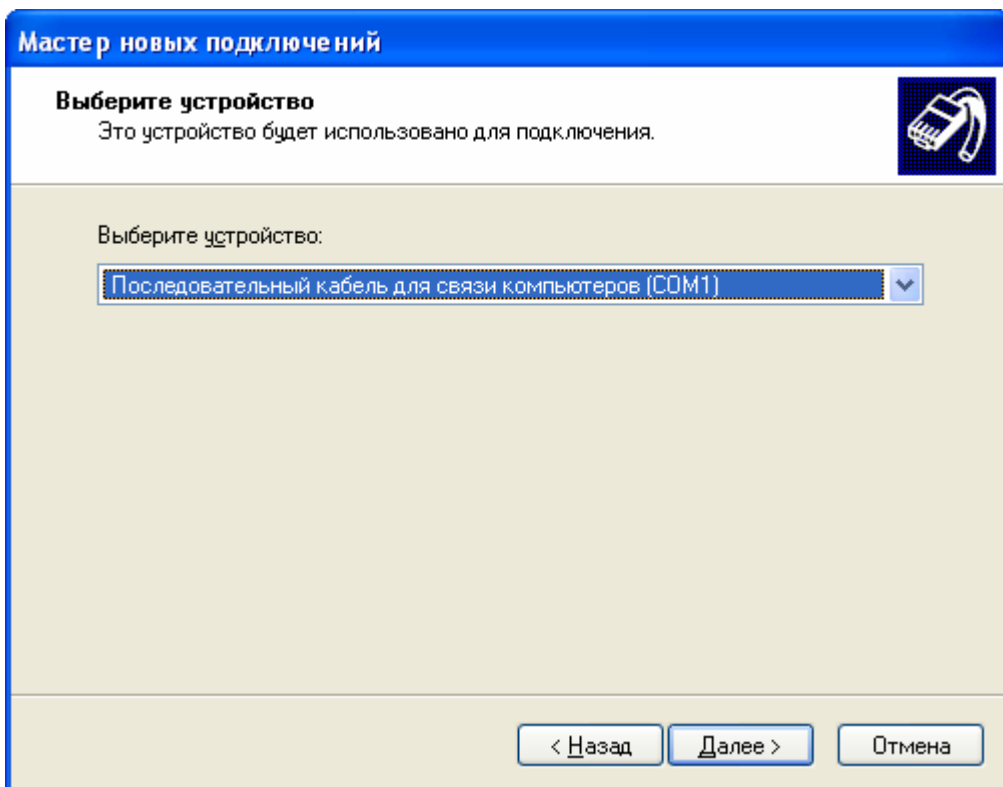 Мастер новых подключений
Выберите устройство
Это устройство будет использовано для подключения.
Выберите устройство:
Последовательный кабель для связи компьютеров (COM1)
< Назад Далее > Отмена